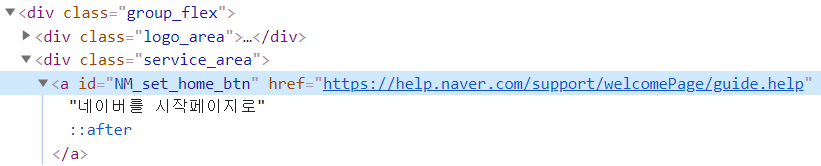 ▼<div class="group_flex">
▶<div class="logo_area">…</div>
▼<div class="service_area">
▼<a id="NM_set_home_btn" href="https://help.naver.com/support/welcomePage/guide.help"
"네이버를 시작페이지로"
::after
</a>